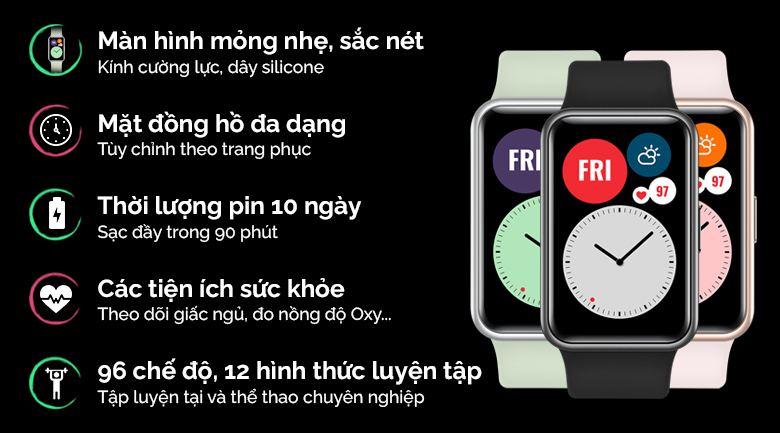 Màn hình mỏng nhẹ, sắc nét
Kính cường lực, dây silicone
Mặt đồng hồ đa dạng
Tùy chỉnh theo trang phục
Thời lượng pin 10 ngày
Sạc đầy trong 90 phút
Các tiện ích sức khỏe
Theo dõi giấc ngủ, đo nồng độ Oxy...
96 chế độ, 12 hình thức luyện tập
Tập luyện tại và thể thao chuyên nghiệp
FRI
FRI
97
97